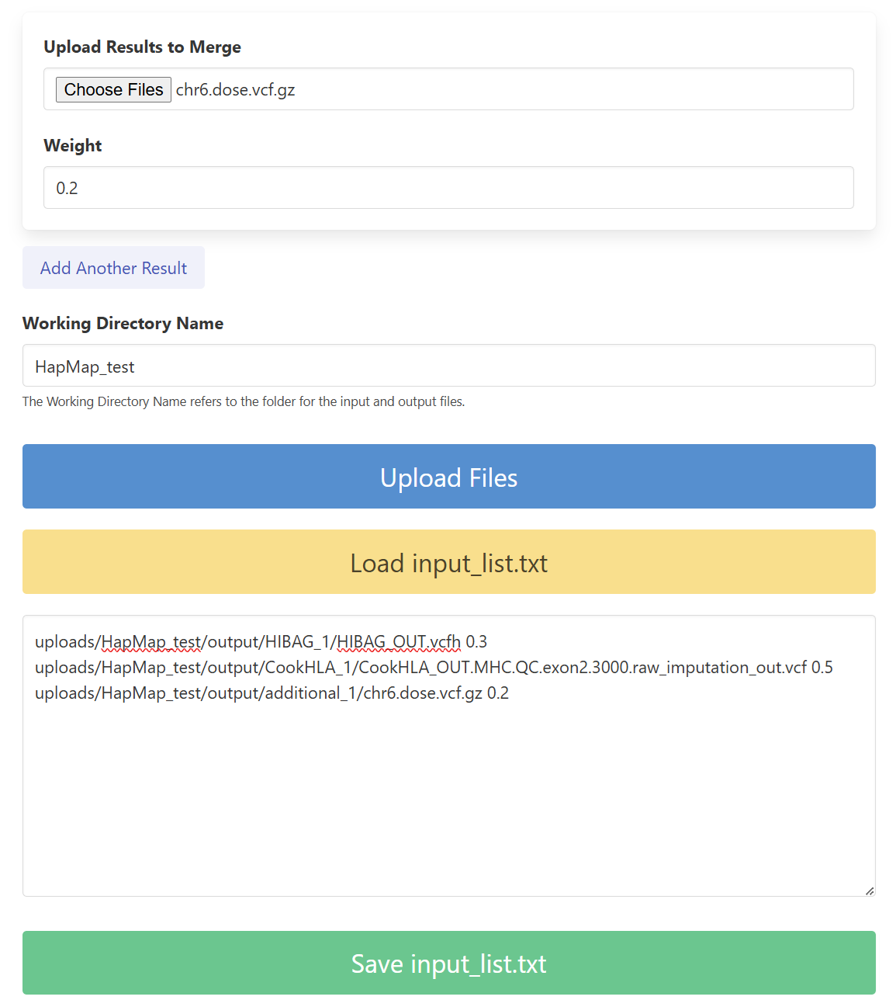 Upload Results to Merge
Choose Files chr6.dose.vcf.gz
Weight
0.2
Add Another Result
Working Directory Name
HapMap_test
The Working Directory Name refers to the folder for the input and output files.
Upload Files
Load input_list.txt
uploads/HapMap_test/output/HIBAG_1/HIBAG_OUT.vcfh 0.3
uploads/HapMap_test/output/CookHLA_1/CookHLA_OUT.MHC.QC.exon2.3000.raw_imputation_out.vcf 0.5
uploads/HapMap_test/output/additional_1/chr6.dose.vcf.gz 0.2
Save input_list.txt